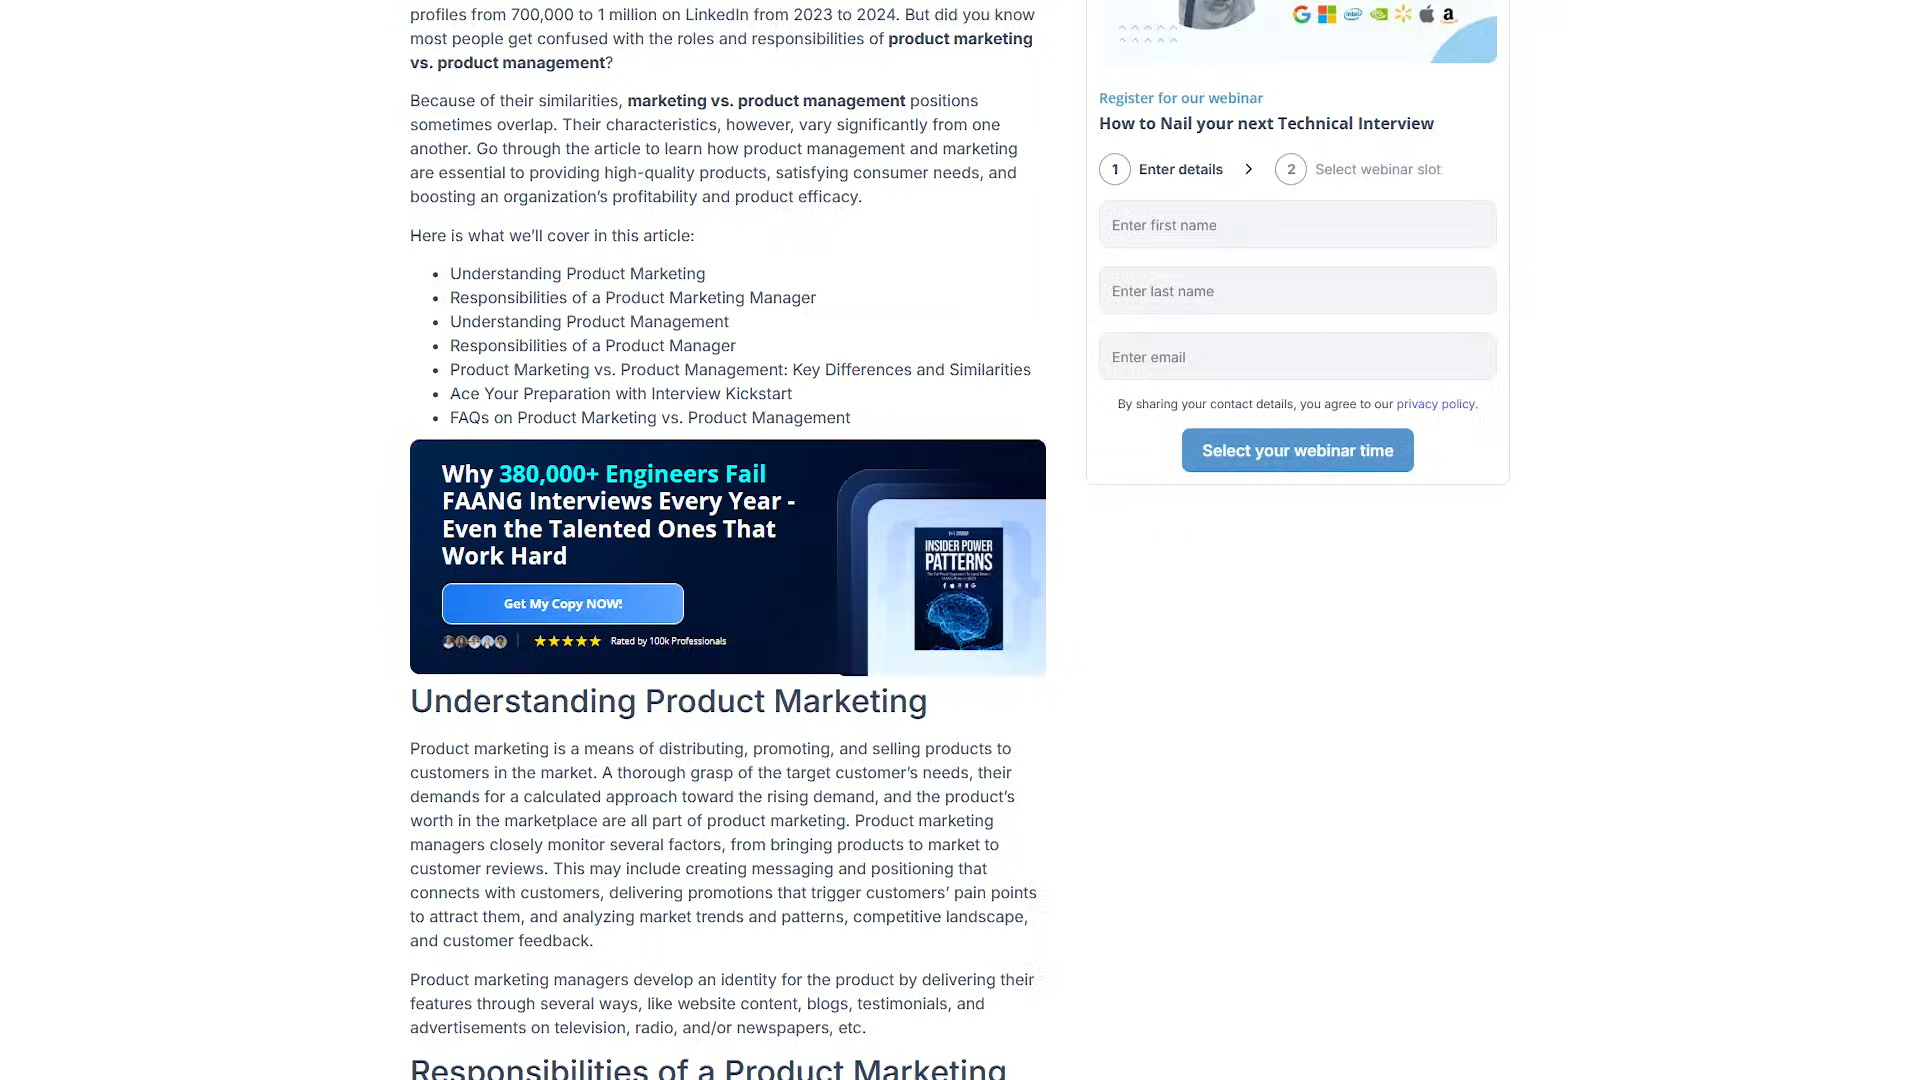 profiles from 700,000 to 1 million on LinkedIn from 2023 to 2024. But did you know
most people get confused with the roles and responsibilities of product marketing
vs. product management?
Because of their similarities, marketing vs. product management positions
sometimes overlap. Their characteristics, however, vary significantly from one
another. Go through the article to learn how product management and marketing
are essential to providing high-quality products, satisfying consumer needs, and
boosting an organization’s profitability and product efficacy.
Here is what we’ll cover in this article:
Understanding Product Marketing
Responsibilities of a Product Marketing Manager
Understanding Product Management
Responsibilities of a Product Manager
Product Marketing vs. Product Management: Key Differences and Similarities
Ace Your Preparation with Interview Kickstart
FAQs on Product Marketing vs. Product Management
Why 380,000+ Engineers Fail
FAANG Interviews Every Year -
Even the Talented Ones That
Work Hard
Get My Copy NOW!
Rated by 100k Professionals
INSIDER POWER
PATTERNS
Understanding Product Marketing
Product marketing is a means of distributing, promoting, and selling products to
customers in the market. A thorough grasp of the target customer’s needs, their
demands for a calculated approach toward the rising demand, and the product’s
worth in the marketplace are all part of product marketing. Product marketing
managers closely monitor several factors, from bringing products to market to
customer reviews. This may include creating messaging and positioning that
connects with customers, delivering promotions that trigger customers’ pain points
to attract them, and analyzing market trends and patterns, competitive landscape,
and customer feedback.
Product marketing managers develop an identity for the product by delivering their
features through several ways, like website content, blogs, testimonials, and
advertisements on television, radio, and/or newspapers, etc.
Responsibilities of a Product Marketing
intel
Register for our webinar
How to Nail your next Technical Interview
1 Enter details
2 Select webinar slot
Enter first name
Enter last name
Enter email
By sharing your contact details, you agree to our privacy policy.
Select your webinar time